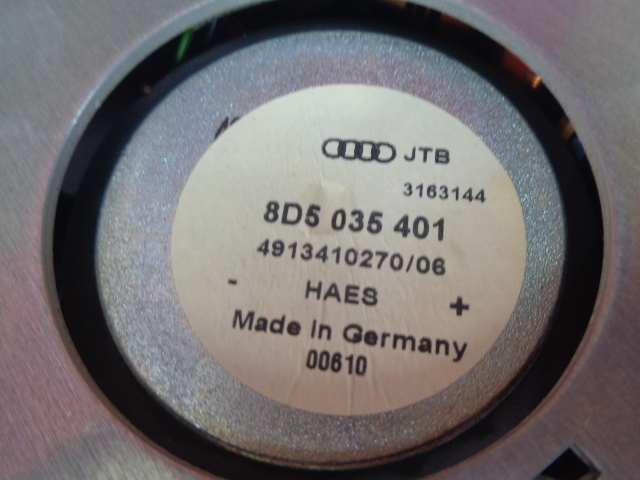 JTB
3163144
8D5 035 401
4913410270/06
- HAES +
Made in Germany
00610